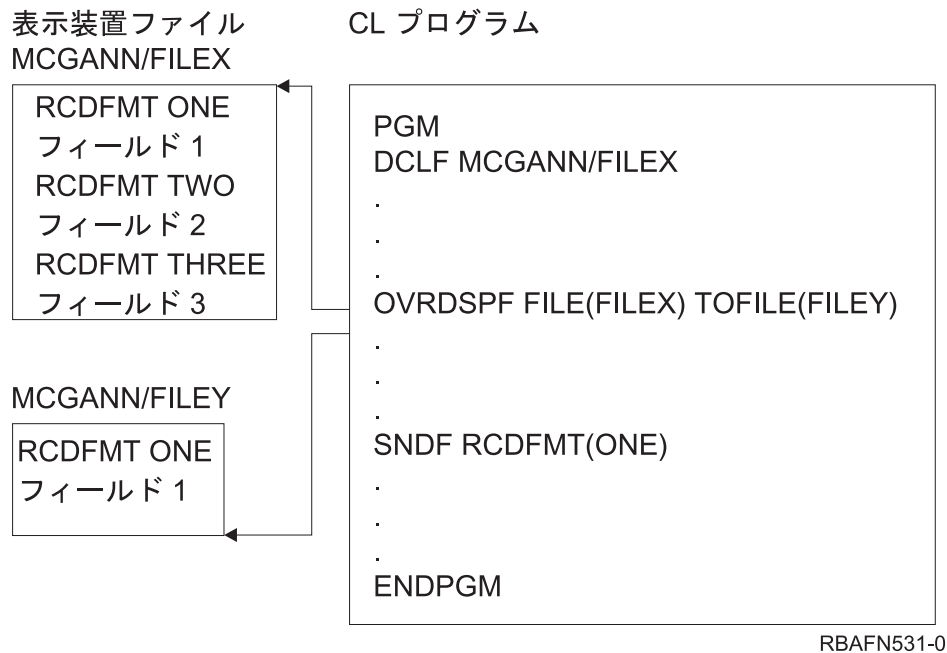 表示装置ファイル
MCGANN/FILEX
RCDFMT ONE
フィールド 1
RCDFMT TWO
フィールド 2
RCDFMT THREE
フィールド 3
MCGANN/FILEY
RCDFMT ONE
フィールド 1
CL プログラム
PGM
DCLF MCGANN/FILEX
.
.
.
OVRDSPF FILE(FILEX) TOFILE(FILEY)
.
.
.
SNDF RCDFMT(ONE)
.
.
.
ENDPGM
RBAFN531-0